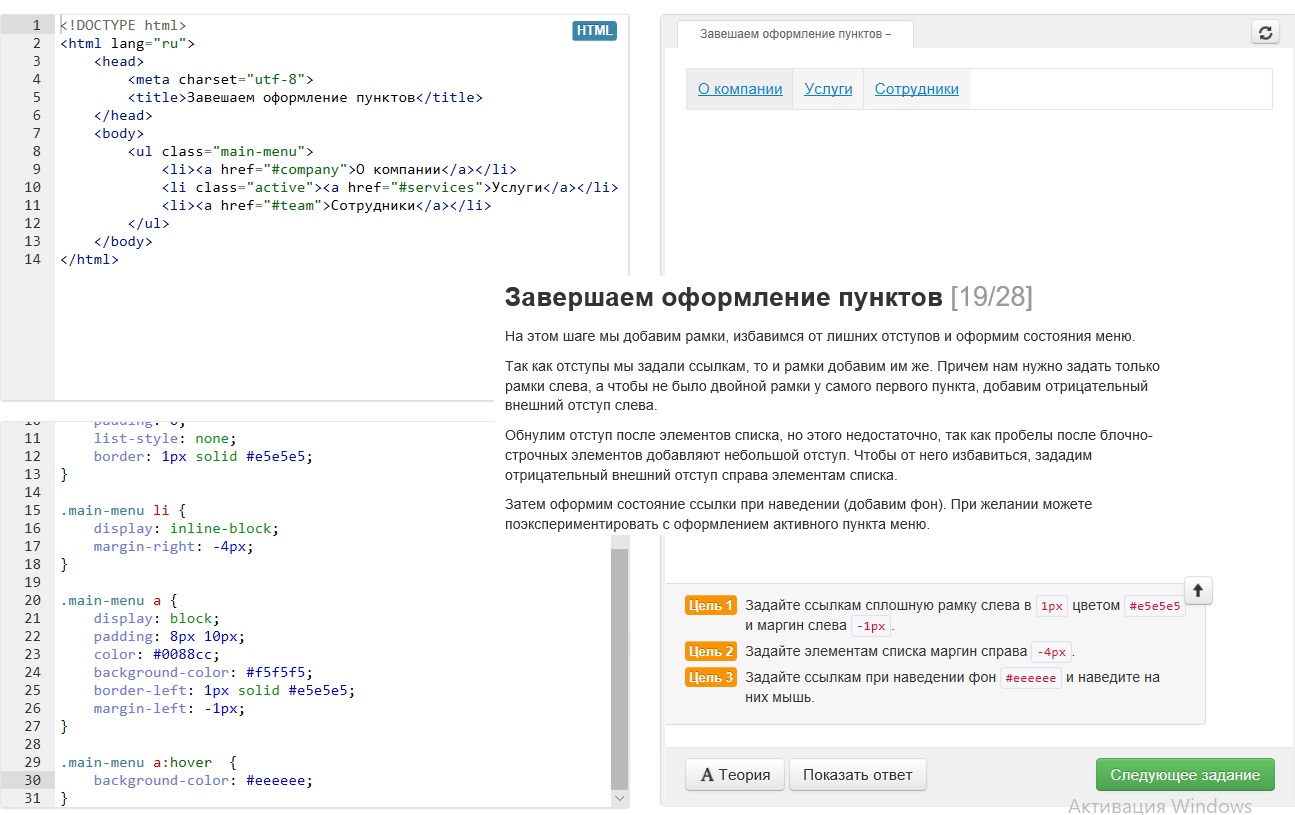 1 <!DOCTYPE html>
HTML
2 <html lang="ru">
3 <head>
4 <meta charset="utf-8">
5 <title>Завешаем оформление пунктов</title>
6 </head>
7 <body>
8 <ul class="main-menu">
9 <li><a href="#company">О компании</a></li>
10 <li class="active"><a href="#services">Услуги</a></li>
11 <li><a href="#team">Сотрудники</a></li>
12 </ul>
13 </body>
14 </html>
Завешаем оформление пунктов –
О компании Услуги Сотрудники
Завершаем оформление пунктов [19/28]
На этом шаге мы добавим рамки, избавимся от лишних отступов и оформим состояния меню.
Так как отступы мы задали ссылкам, то и рамки добавим им же. Причем нам нужно задать только
рамки слева, а чтобы не было двойной рамки у самого первого пункта, добавим отрицательный
внешний отступ слева.
Обнулим отступ после элементов списка, но этого недостаточно, так как пробелы после блочно-
строчных элементов добавляют небольшой отступ. Чтобы от него избавиться, зададим
отрицательный внешний отступ справа элементам списка.
Затем оформим состояние ссылки при наведении (добавим фон). При желании можете
поэкспериментировать с оформлением активного пункта меню.
10 padding: 0;
11 list-style: none;
12 border: 1px solid #e5e5e5;
13 }
14
15 .main-menu li {
16 display: inline-block;
17 margin-right: -4px;
18 }
19
20 .main-menu a {
21 display: block;
22 padding: 8px 10px;
23 color: #0088cc;
24 background-color: #f5f5f5;
25 border-left: 1px solid #e5e5e5;
26 margin-left: -1px;
27 }
28
29 .main-menu a:hover {
30 background-color: #eeeeee;
31 }
Цель 1 Задайте ссылкам сплошную рамку слева в 1px цветом #e5e5e5
и маргин слева -1px.
Цель 2 Задайте элементам списка маргин справа -4px.
Цель 3 Задайте ссылкам при наведении фон #eeeeee и наведите на
них мышь.
A Теория Показать ответ Следующее задание
Активация Windows